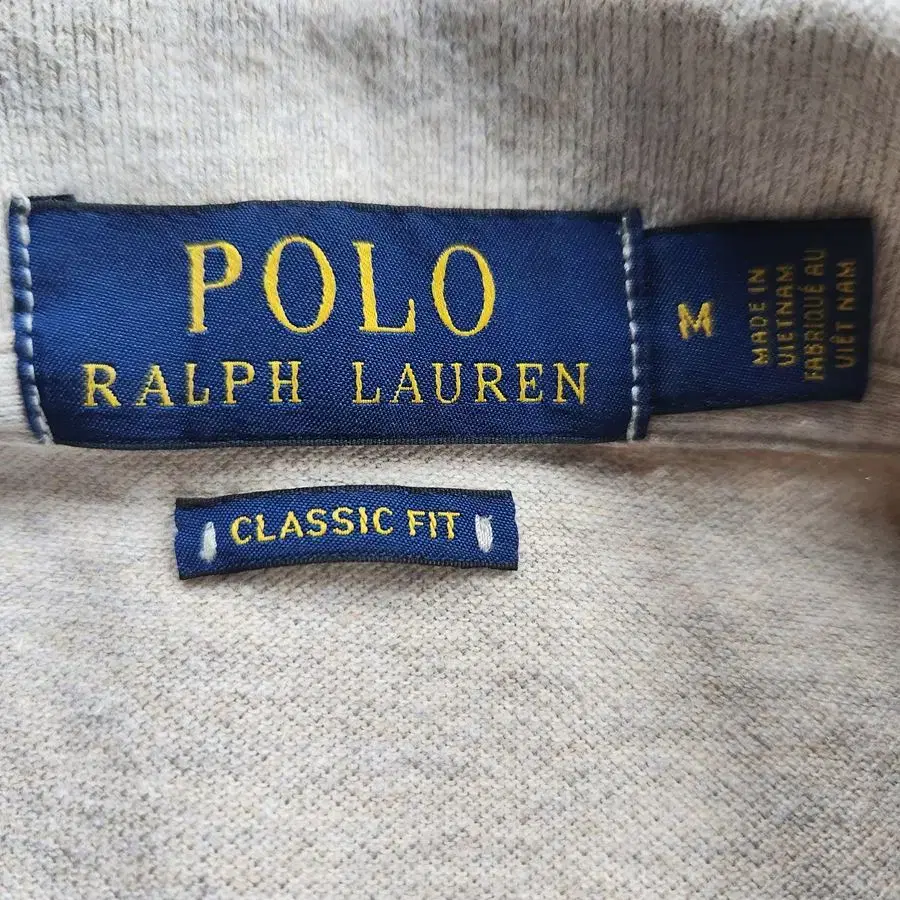 POLO
RALPH LAUREN
M
MADE IN
VIETNAM
FABRIQUÉ AU
VIÊT NAM
CLASSIC FIT